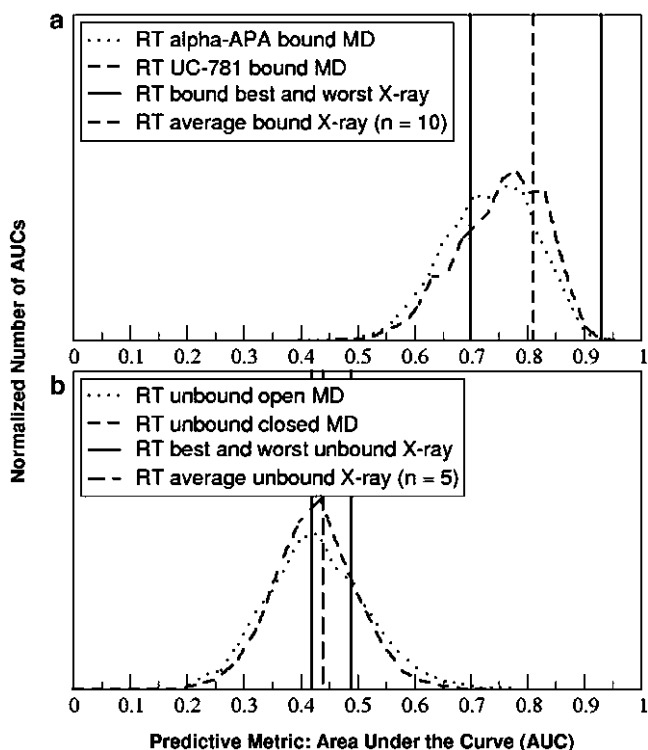 a
RT alpha-APA bound MD
RT UC-781 bound MD
RT bound best and worst X-ray
RT average bound X-ray (n = 10)
0 0.1 0.2 0.3 0.4 0.5 0.6 0.7 0.8 0.9 1
Normalized Number of AUCs
b
RT unbound open MD
RT unbound closed MD
RT best and worst unbound X-ray
RT average unbound X-ray (n = 5)
0 0.1 0.2 0.3 0.4 0.5 0.6 0.7 0.8 0.9 1
Predictive Metric: Area Under the Curve (AUC)